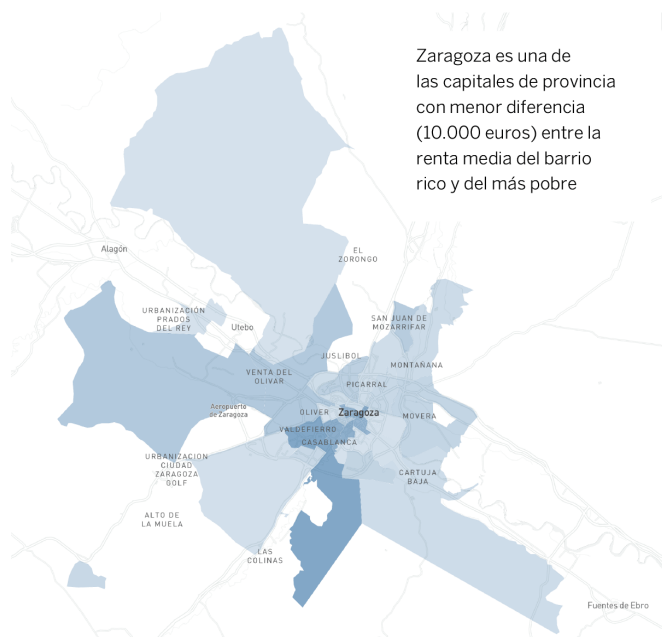 Zaragoza es una de
las capitales de provincia
con menor diferencia
(10.000 euros) entre la
renta media del barrio
rico y del más pobre
Alagón
EL
ZORONGO
URBANIZACIÓN
PRADOS
DEL REY
Utebo
SAN JUAN DE
MOZARRIFAR
JUSLIBOL
MONTAÑANA
VENTA DEL
OLIVAR
PICARRAL
Aeropuerto
de Zaragoza
OLIVER
Zaragoza
MOVERA
VALDEFIERRO
CASABLANCA
URBANIZACIÓN
CIUDAD
ZARAGOZA
GOLF
CARTUJA
BAJA
ALTO DE
LA MUELA
LAS
COLINAS
Fuentes de Ebro